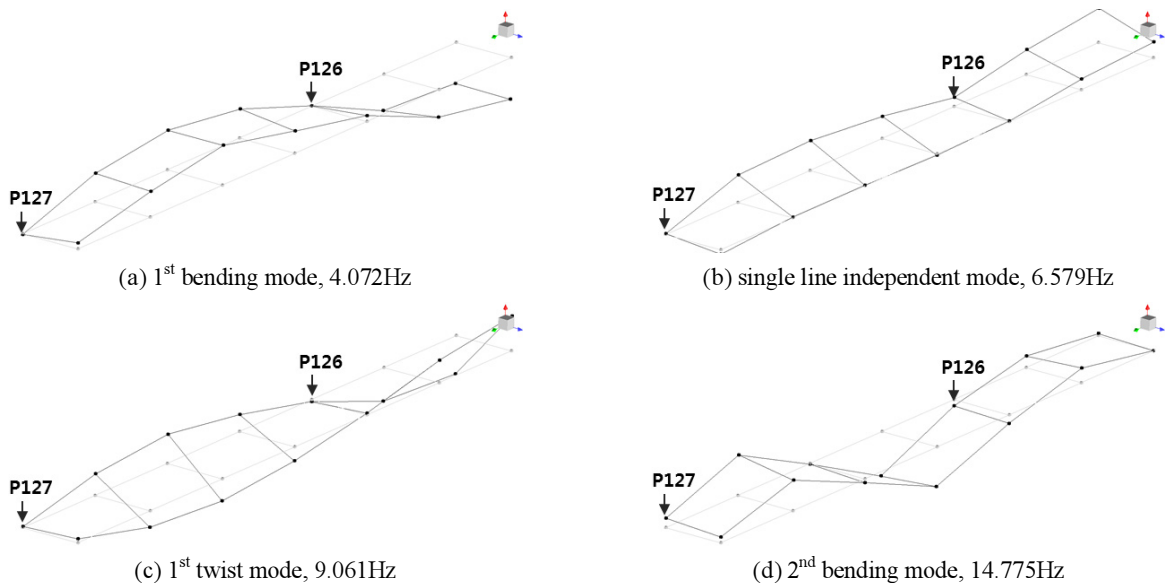 P126
P127
(a) 1st bending mode, 4.072Hz
P126
P127
(b) single line independent mode, 6.579Hz
P126
P127
(c) 1st twist mode, 9.061Hz
P126
P127
(d) 2nd bending mode, 14.775Hz